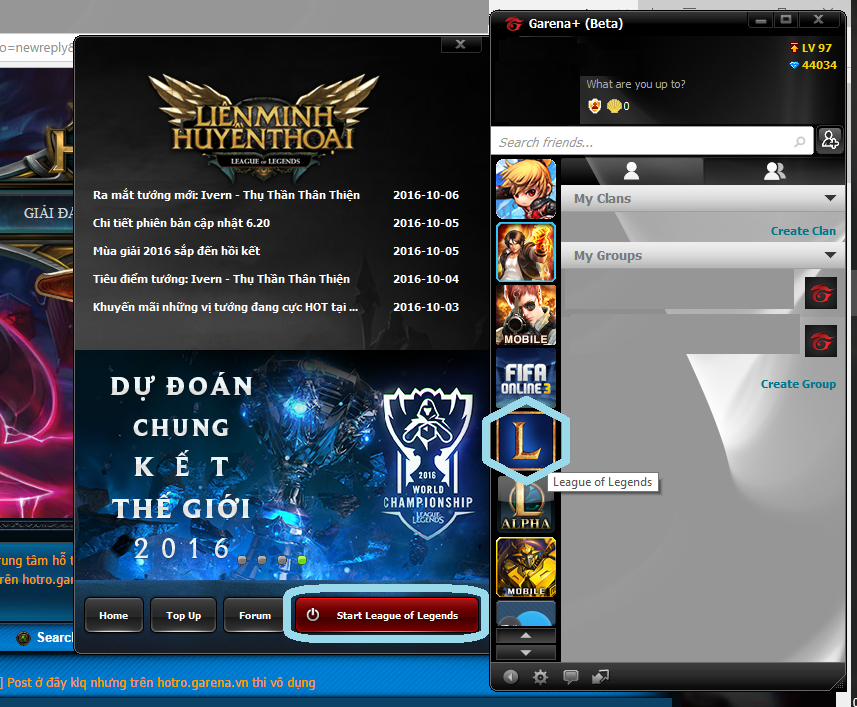 o=newreply&
GIẢI ĐẤ
LIÊN MINH
HUYỀN THOẠI
LEAGUE OF LEGENDS
Ra mắt tướng mới: Ivern - Thụ Thần Thân Thiện 2016-10-06
Chi tiết phiên bản cập nhật 6.20 2016-10-05
Mùa giải 2016 sắp đến hồi kết 2016-10-05
Tiêu điểm tướng: Ivern - Thụ Thần Thân Thiện 2016-10-04
Khuyến mãi những vị tướng đang cực HOT tại ... 2016-10-03
DỰ ĐOÁN
CHUNG
KẾT
THẾ GIỚI
2016
2016
WORLD
CHAMPIONSHIP
LEAGUE OF
LEGENDS
Home
Top Up
Forum
Start League of Legends
rung tâm hỗ t
rên hotro.gar
Search
] Post ở đây klq nhưng trên hotro.garena.vn thì vô dụng
Garena+ (Beta)
LV 97
44034
What are you up to?
0
Search friends...
My Clans
Create Clan
My Groups
Create Group
MOBILE
FIFA
ONLINE 3
L
League of Legends
L
ALPHA
MOBILE